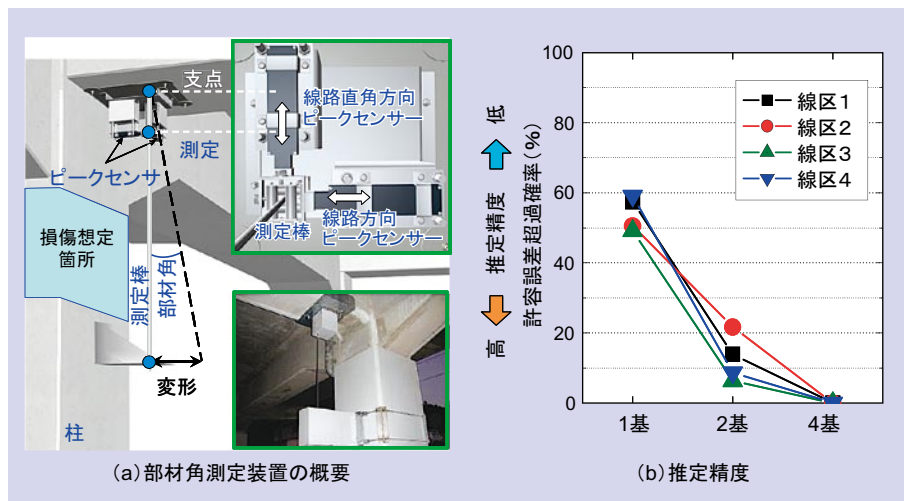 支点
測定
ピークセンサ
損傷想定
箇所
測定棒
部材角
変形
柱
線路直角方向
ピークセンサー
測定棒
線路方向
ピークセンサー
(a)部材角測定装置の概要
高 推定精度 低
許容誤差超過確率(%)
100
80
60
40
20
0
1基 2基 4基
線区1
線区2
線区3
線区4
(b)推定精度